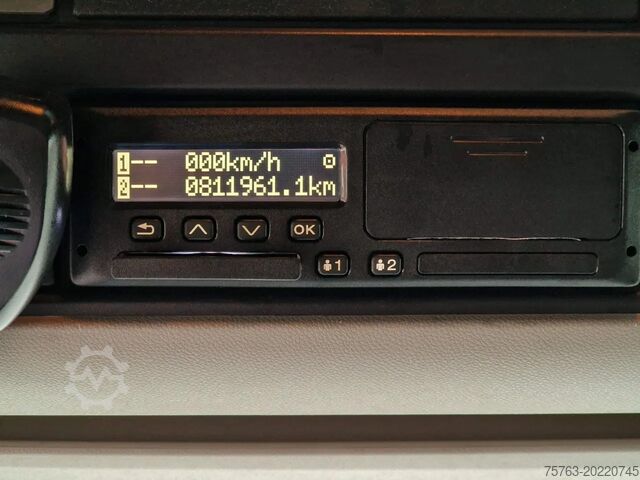 1-- 000km/h
2-- 0811961.1km
OK
1 2
75763-20220745